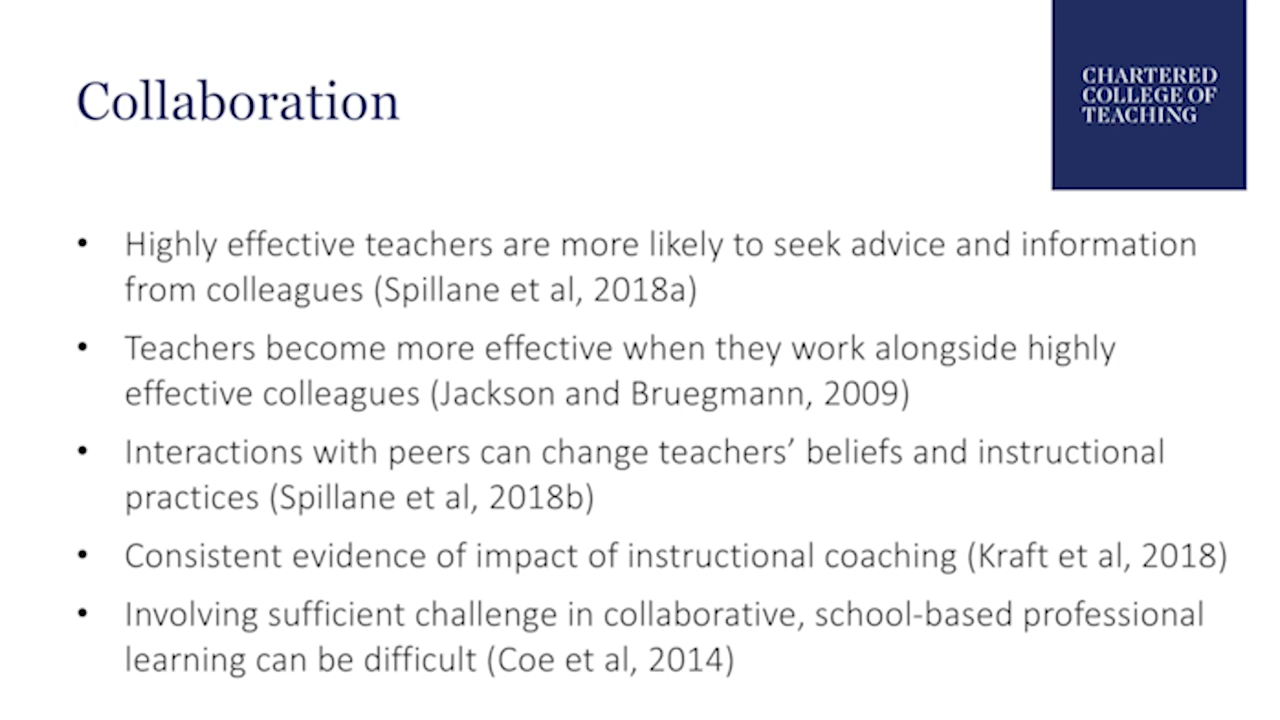 Collaboration
CHARTERED
COLLEGE OF
TEACHING
• Highly effective teachers are more likely to seek advice and information
from colleagues (Spillane et al, 2018a)
• Teachers become more effective when they work alongside highly
effective colleagues (Jackson and Bruegmann, 2009)
• Interactions with peers can change teachers’ beliefs and instructional
practices (Spillane et al, 2018b)
• Consistent evidence of impact of instructional coaching (Kraft et al, 2018)
• Involving sufficient challenge in collaborative, school-based professional
learning can be difficult (Coe et al, 2014)